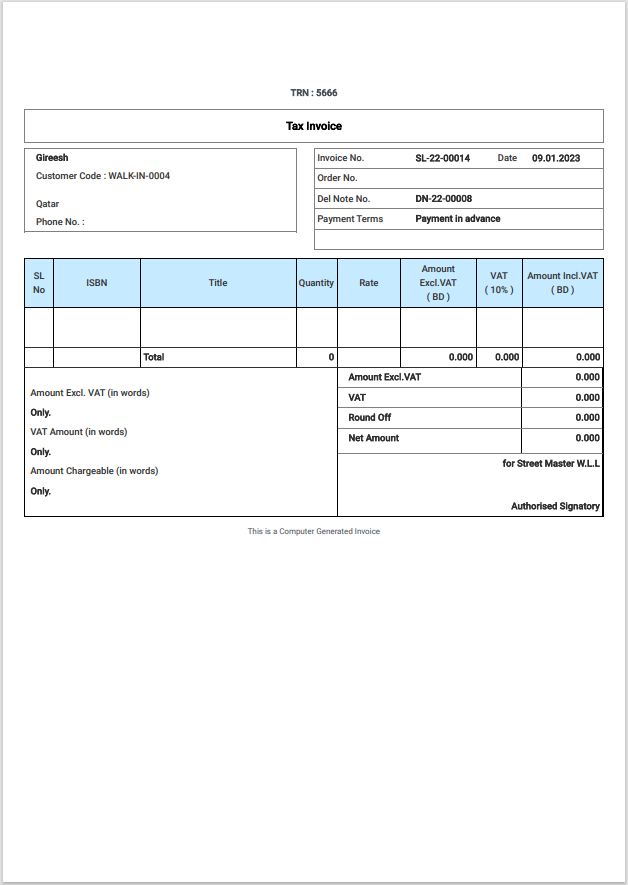 TRN : 5666
Tax Invoice
Gireesh
Customer Code : WALK-IN-0004
Qatar
Phone No. :
Invoice No. SL-22-00014 Date 09.01.2023
Order No.
Del Note No. DN-22-00008
Payment Terms Payment in advance
SL No ISBN Title Quantity Rate Amount Excl.VAT ( BD ) VAT ( 10% ) Amount Incl.VAT ( BD )
Total 0 0.000 0.000 0.000
Amount Excl. VAT (in words)
Only.
VAT Amount (in words)
Only.
Amount Chargeable (in words)
Only.
Amount Excl.VAT 0.000
VAT 0.000
Round Off 0.000
Net Amount 0.000
for Street Master W.L.L
Authorised Signatory
This is a Computer Generated Invoice